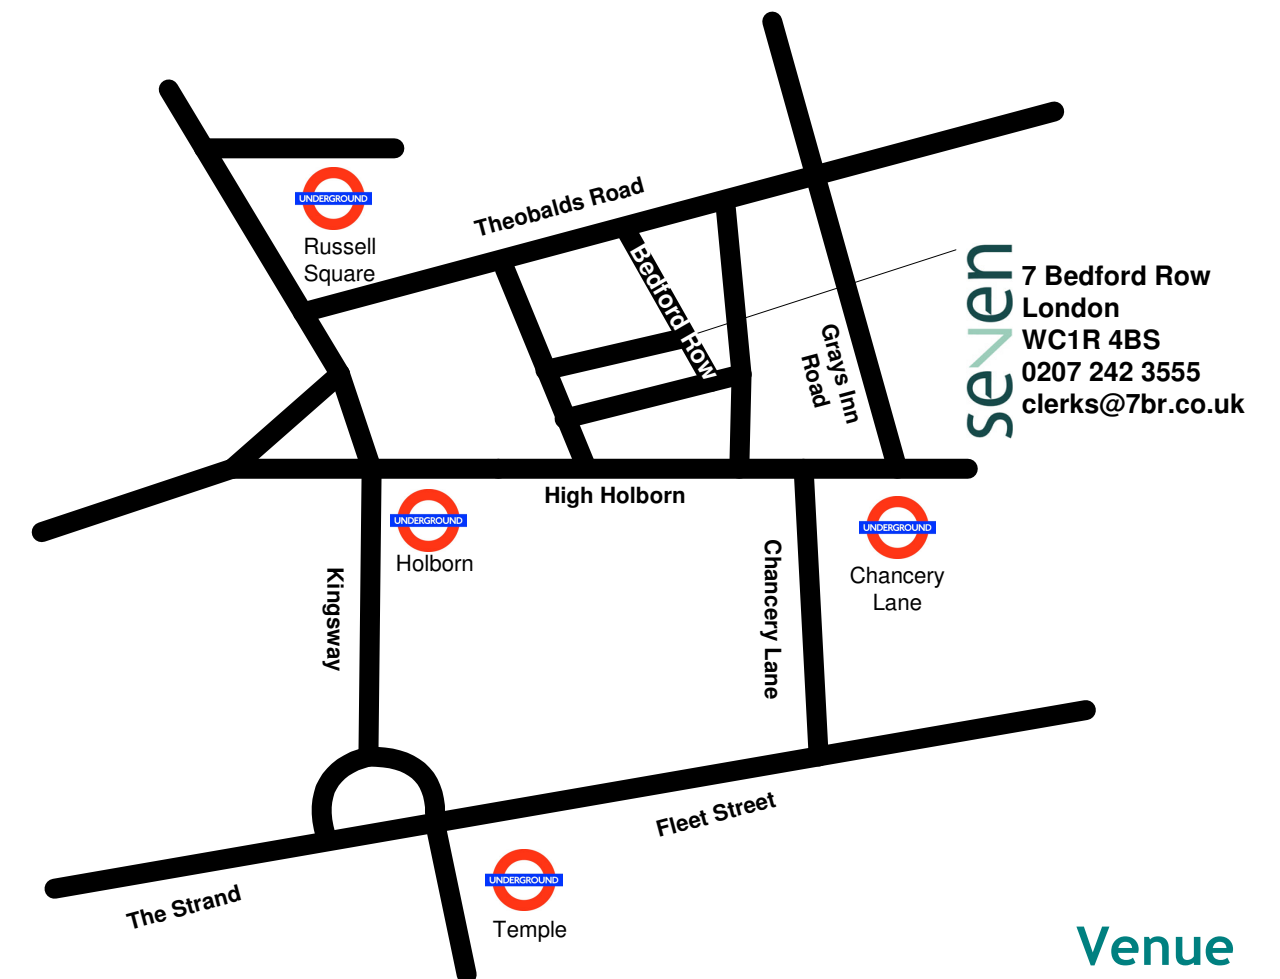 UNDERGROUND
Russell
Square
Theobalds Road
Bedford Row
Grays Inn
Road
seven
7 Bedford Row
London
WC1R 4BS
0207 242 3555
clerks@7br.co.uk
High Holborn
UNDERGROUND
Holborn
UNDERGROUND
Chancery
Lane
Kingsway
Chancery Lane
Fleet Street
The Strand
UNDERGROUND
Temple
Venue